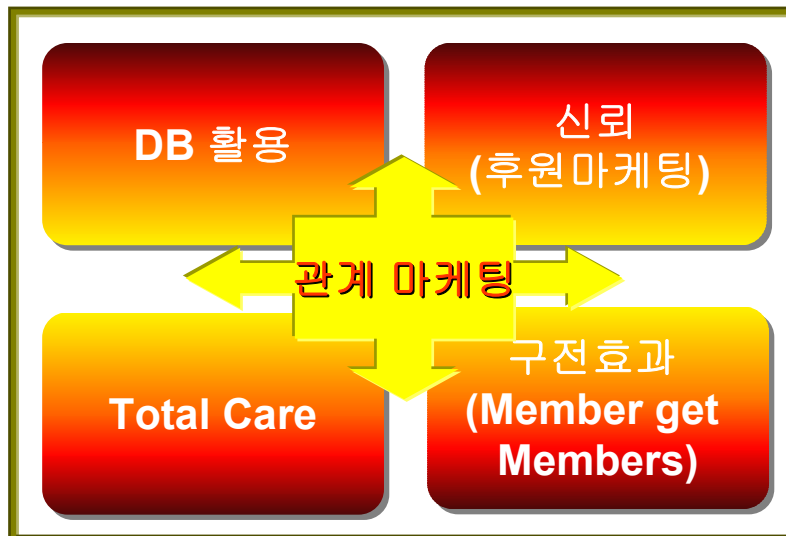 DB 활용
신뢰
(후원마케팅)
관계 마케팅
Total Care
구전효과
(Member get
Members)